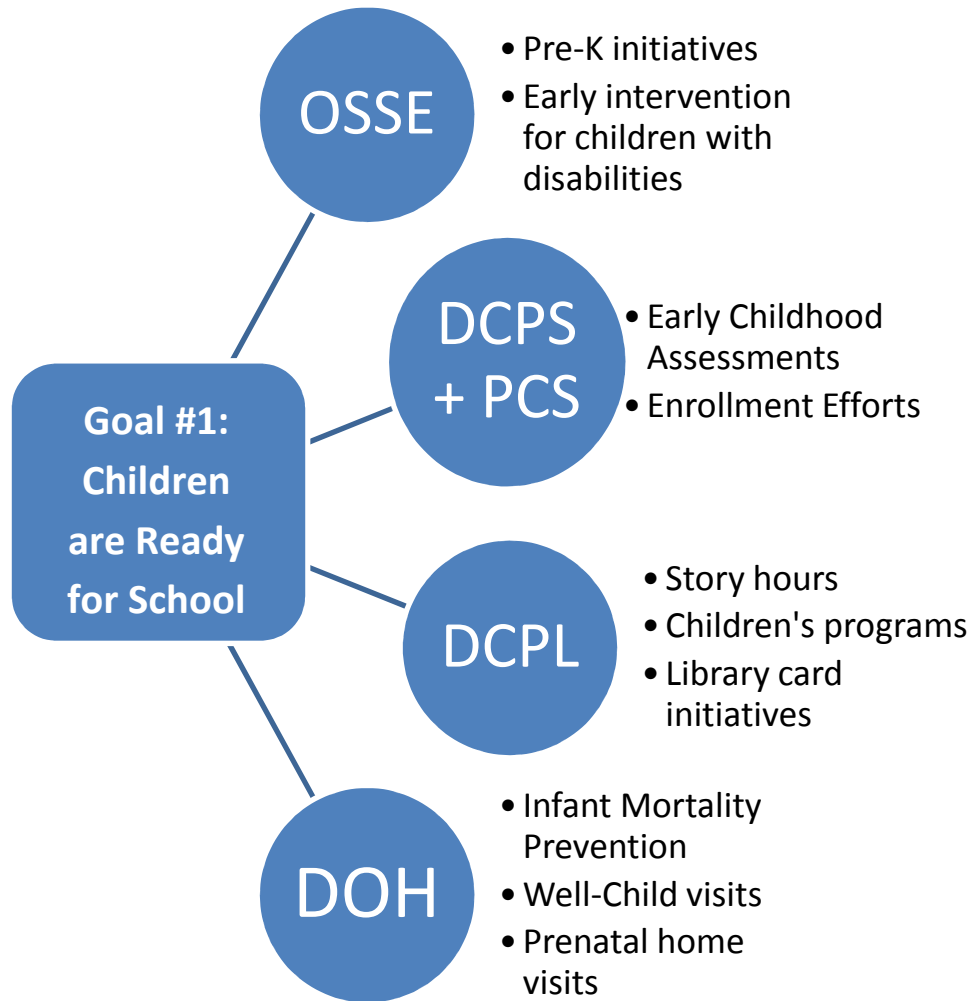 OSSE
• Pre-K initiatives
• Early intervention
for children with
disabilities
DCPS
+ PCS
• Early Childhood
Assessments
• Enrollment Efforts
Goal #1:
Children
are Ready
for School
DCPL
• Story hours
• Children's programs
• Library card
initiatives
DOH
• Infant Mortality
Prevention
• Well-Child visits
• Prenatal home
visits